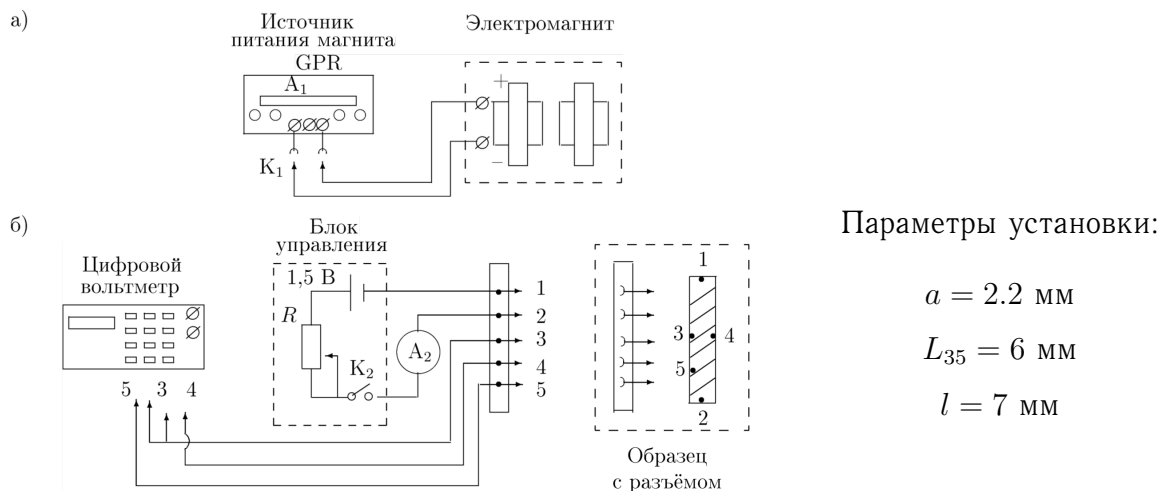 а)
Источник
питания магнита
GPR
A₁
K₁
Электромагнит
+
−
б)
Цифровой
вольтметр
5 3 4
Блок
управления
1,5 В
R
K₂
A₂
1
2
3
4
5
1
3
4
5
2
Образец
с разъёмом
Параметры установки:
a = 2.2 мм
L₃₅ = 6 мм
l = 7 мм